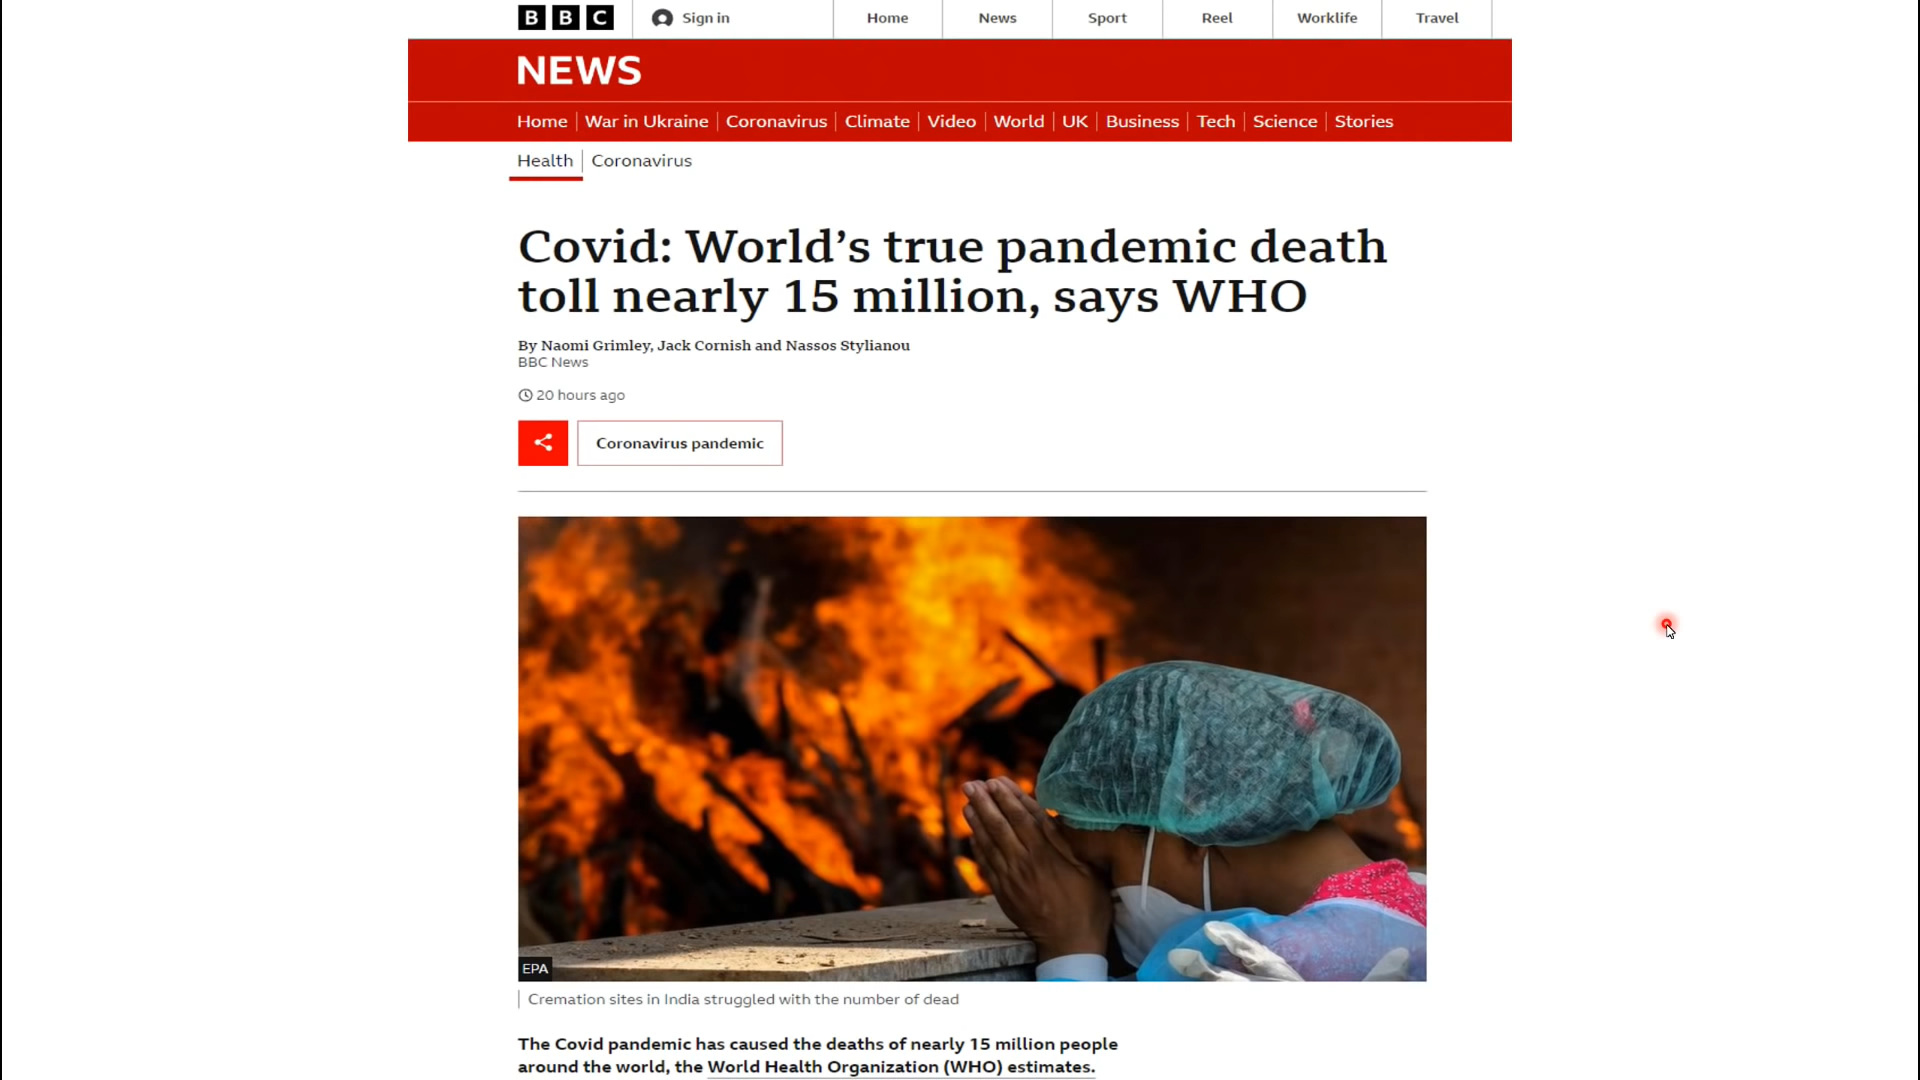 BBC Sign in Home News Sport Reel Worklife Travel
NEWS
Home War in Ukraine Coronavirus Climate Video World UK Business Tech Science Stories
Health Coronavirus
Covid: World’s true pandemic death
toll nearly 15 million, says WHO
By Naomi Grimley, Jack Cornish and Nassos Stylianou
BBC News
20 hours ago
Coronavirus pandemic
EPA
Cremation sites in India struggled with the number of dead
The Covid pandemic has caused the deaths of nearly 15 million people
around the world, the World Health Organization (WHO) estimates.